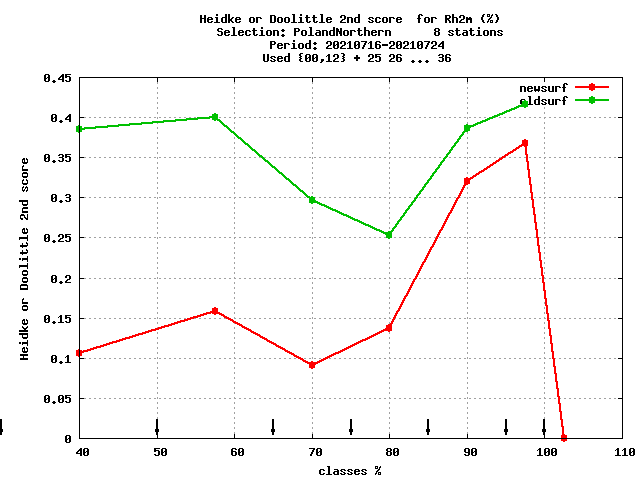 Heidke or Doolittle 2nd score  for Rh2m (%)
Selection: PolandNorthern      8 stations
Period: 20210716-20210724
Used {00,12} + 25 26 ... 36
0.45
0.4
0.35
0.3
0.25
0.2
0.15
0.1
0.05
0
Heidke or Doolittle 2nd score
newsurf
oldsurf
40 50 60 70 80 90 100 110
classes %